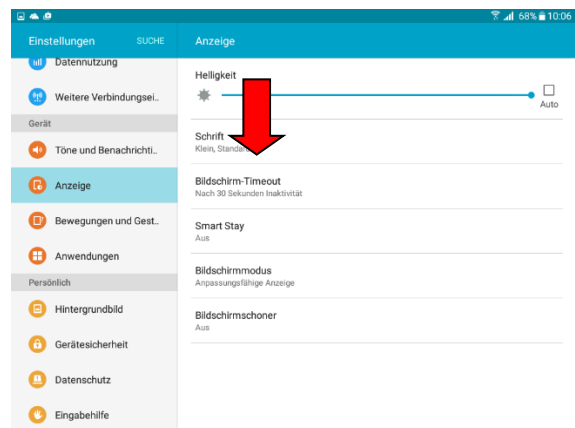 68% 10:06
Einstellungen SUCHE
Anzeige
Datennutzung
Weitere Verbindungsei..
Gerät
Töne und Benachrichti..
Anzeige
Bewegungen und Gest..
Anwendungen
Persönlich
Hintergrundbild
Gerätesicherheit
Datenschutz
Eingabehilfe
Helligkeit
Auto
Schrift
Klein, Standard
Bildschirm-Timeout
Nach 30 Sekunden Inaktivität
Smart Stay
Aus
Bildschirmmodus
Anpassungsfähige Anzeige
Bildschirmschoner
Aus